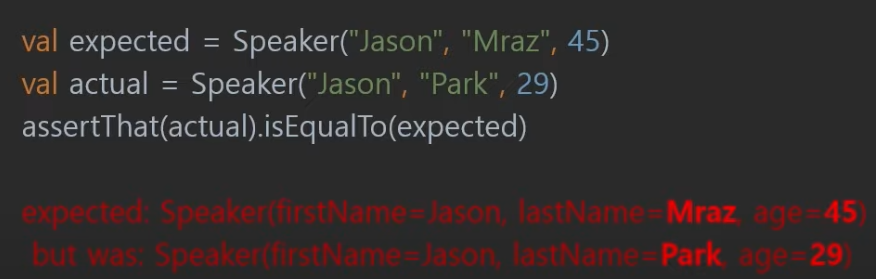 val expected = Speaker("Jason", "Mraz", 45)
val actual = Speaker("Jason", "Park", 29)
assertThat(actual).isEqualTo(expected)
expected: Speaker(firstName=Jason, lastName=Mraz, age=45)
but was: Speaker(firstName=Jason, lastName=Park, age=29)